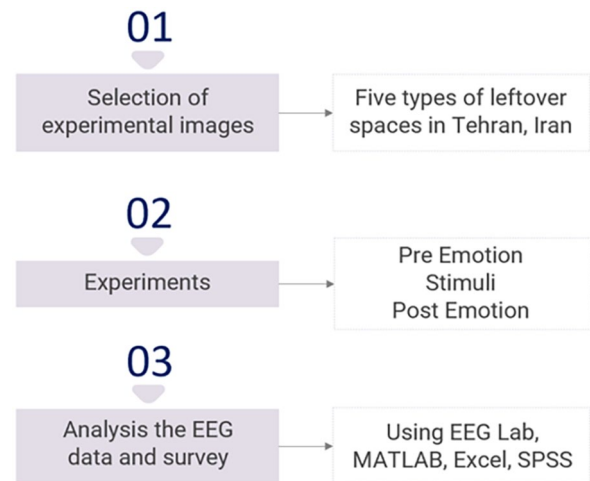 01
Selection of
experimental images
Five types of leftover
spaces in Tehran, Iran
02
Experiments
Pre Emotion
Stimuli
Post Emotion
03
Analysis the EEG
data and survey
Using EEG Lab,
MATLAB, Excel, SPSS